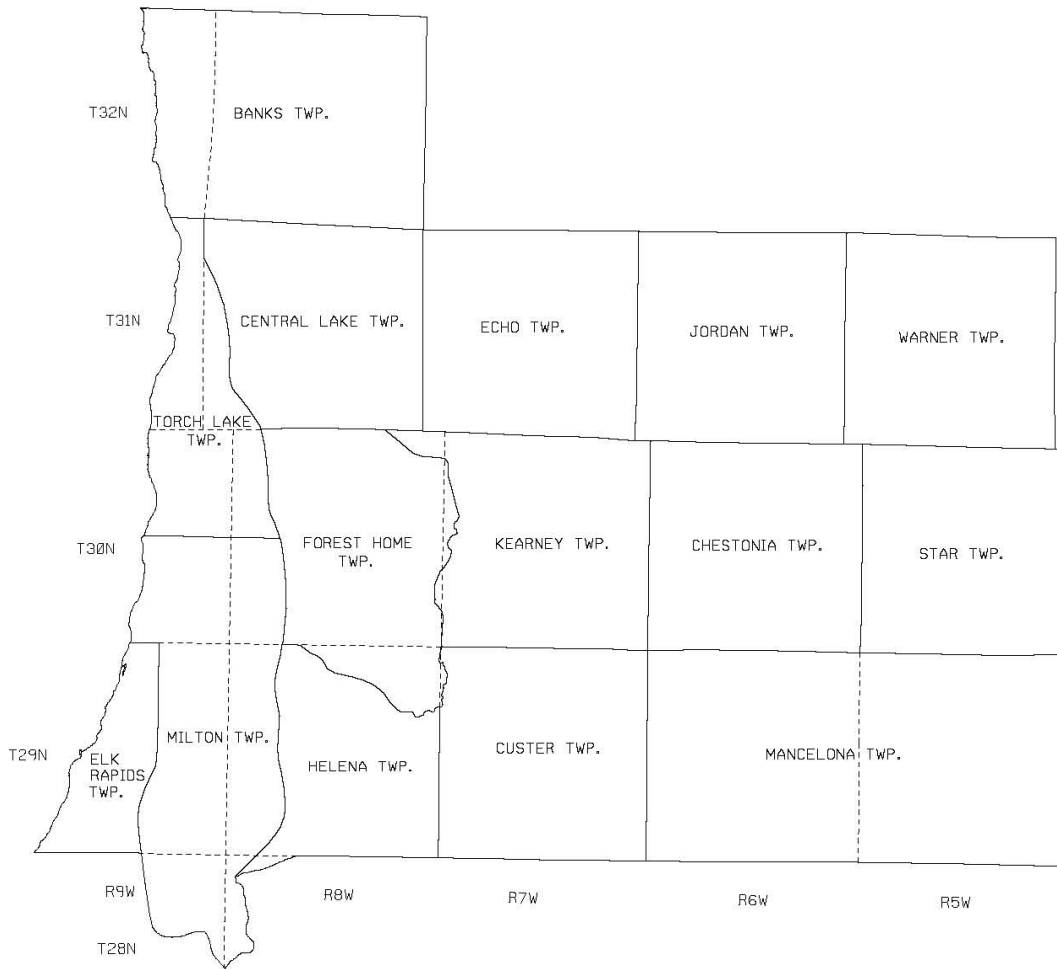 T32N
BANKS TWP.
T31N
CENTRAL LAKE TWP.
ECHO TWP.
JORDAN TWP.
WARNER TWP.
TORCH LAKE
TWP.
T30N
FOREST HOME
TWP.
KEARNEY TWP.
CHESTONIA TWP.
STAR TWP.
T29N
ELK
RAPIDS
TWP.
MILTON TWP.
HELENA TWP.
CUSTER TWP.
MANCELONA TWP.
R9W
R8W
R7W
R6W
R5W
T28N